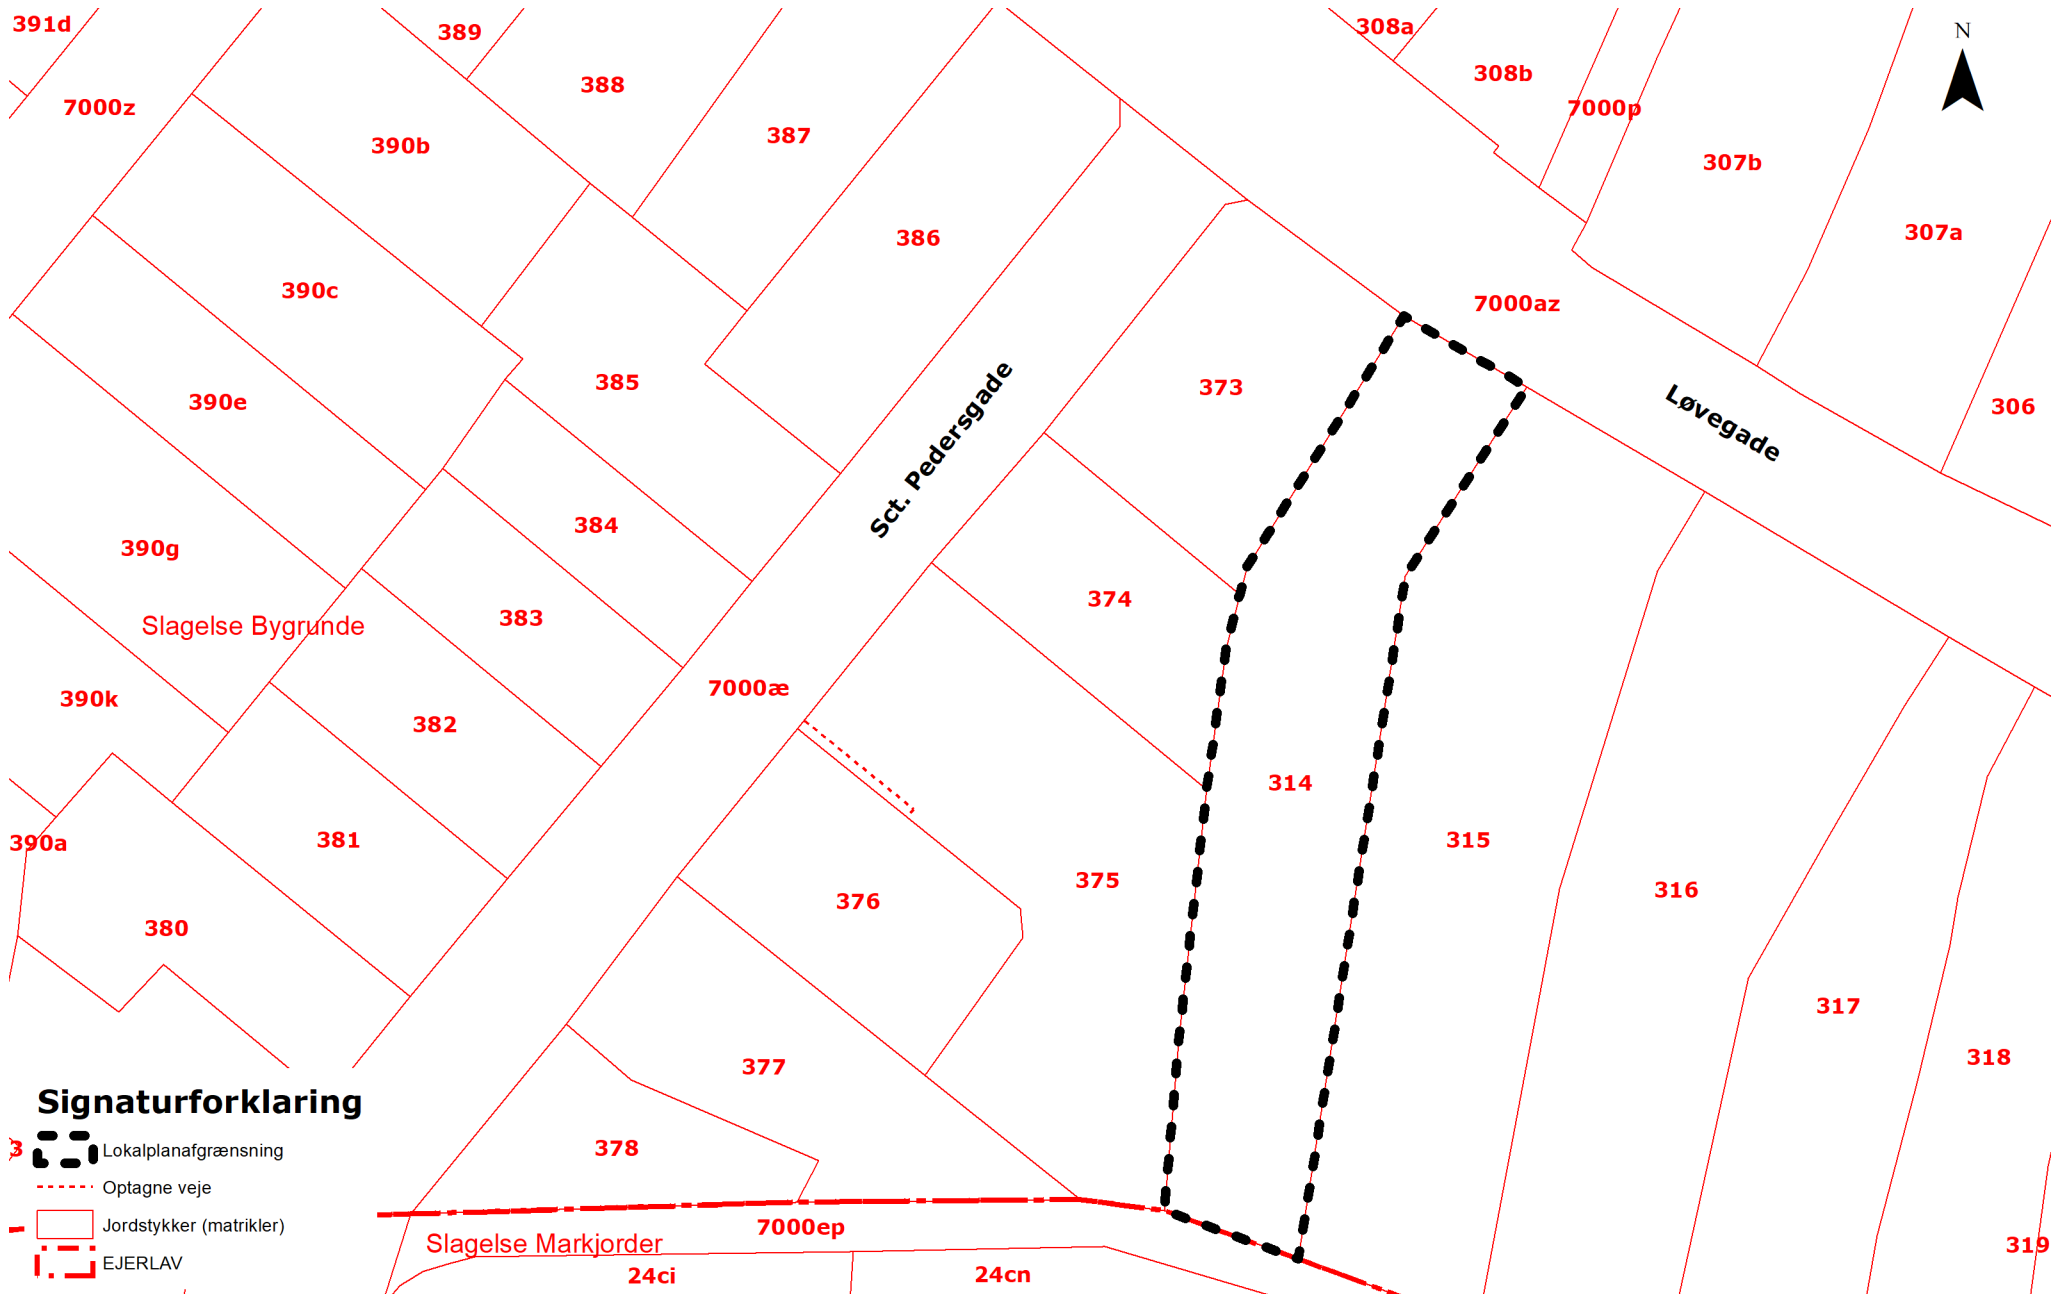 391d
389
308a
N
388
308b
7000z
7000p
387
390b
307b
307a
386
390c
7000az
385
373
390e
306
Løvegade
Sct. Pedersgade
384
390g
374
383
Slagelse Bygrunde
7000æ
390k
382
314
381
315
390a
375
316
376
380
317
318
377
Signaturforklaring
378
3
Lokalplanafgrænsning
Optagne veje
Jordstykker (matrikler)
7000ep
Slagelse Markjorder
319
EJERLAV
24ci
24cn